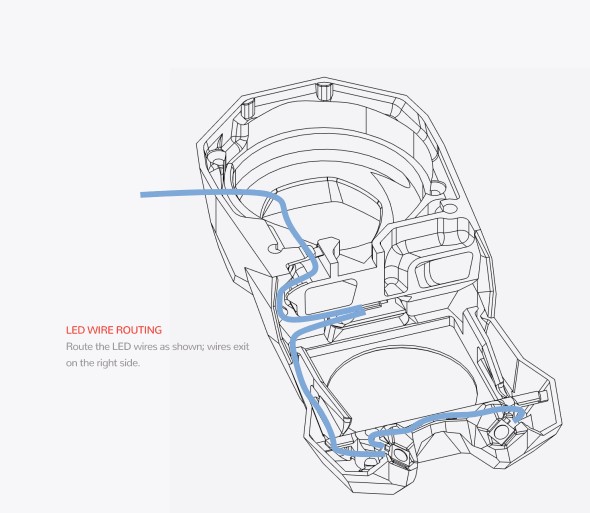 LED WIRE ROUTING
Route the LED wires as shown; wires exit
on the right side.